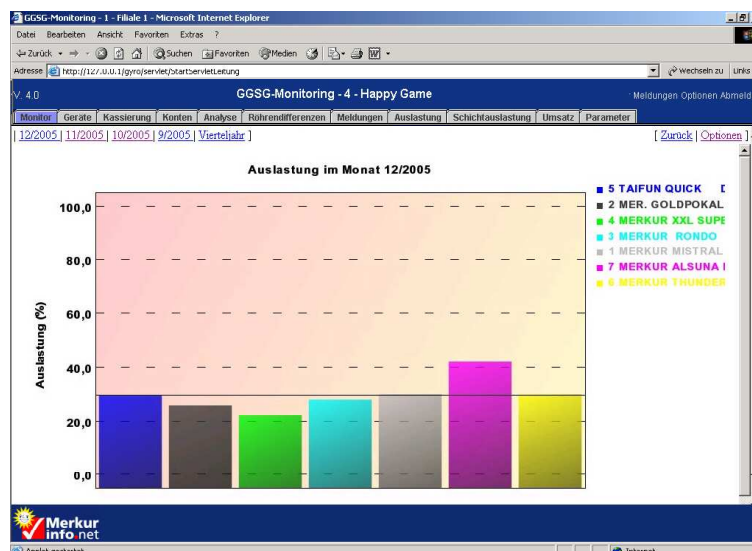 GGSG-Monitoring - 1 - Filiale 1 - Microsoft Internet Explorer
Datei Bearbeiten Ansicht Favoriten Extras ?
Zurück Suchen Favoriten Medien
Adresse http://127.0.0.1/gyro/servlet/StartServletLeitung Wechseln zu Links
V. 4.0 GGSG-Monitoring - 4 - Happy Game Meldungen Optionen Abmeld
Monitor Geräte Kassierung Konten Analyse Röhrendifferenzen Meldungen Auslastung Schichtauslastung Umsatz Parameter
| 12/2005 | 11/2005 | 10/2005 | 9/2005 | Vierteljahr ] [ Zurück | Optionen ]
Auslastung im Monat 12/2005
100,0
80,0
60,0
40,0
20,0
0,0
Auslastung (%)
5 TAIFUN QUICK D
2 MER. GOLDPOKAL
4 MERKUR XXL SUPE
3 MERKUR RONDO
1 MERKUR MISTRAL
7 MERKUR ALSUNA
6 MERKUR THUNDER
Merkur
info.net
Applet gestartet Internet